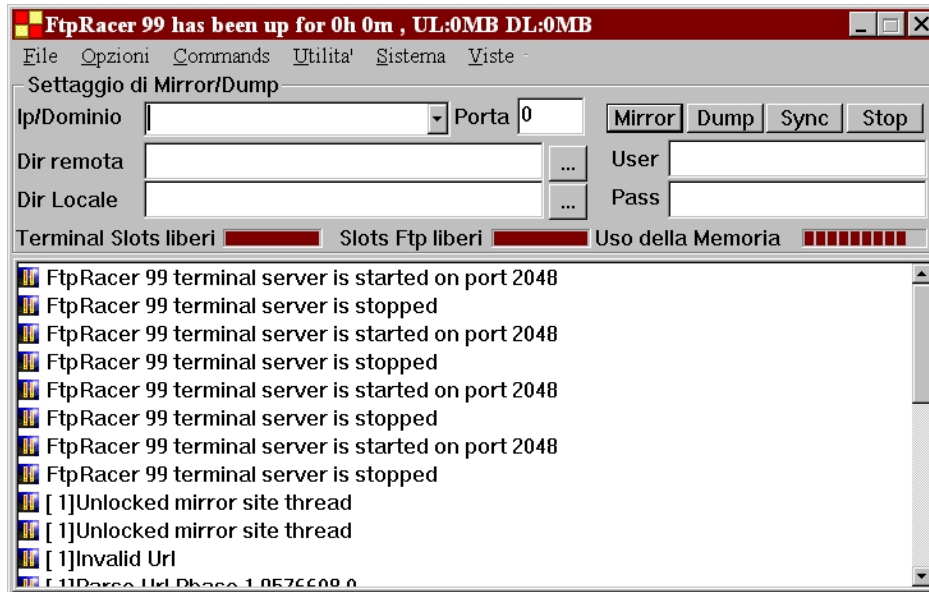 FtpRacer 99 has been up for 0h 0m , UL:0MB DL:0MB
File Opzioni Commands Utilita' Sistema Viste
Settaggio di Mirror/Dump
Ip/Dominio Porta 0 Mirror Dump Sync Stop
Dir remota ... User
Dir Locale ... Pass
Terminal Slots liberi Slots Ftp liberi Uso della Memoria
FtpRacer 99 terminal server is started on port 2048
FtpRacer 99 terminal server is stopped
FtpRacer 99 terminal server is started on port 2048
FtpRacer 99 terminal server is stopped
FtpRacer 99 terminal server is started on port 2048
FtpRacer 99 terminal server is stopped
FtpRacer 99 terminal server is started on port 2048
FtpRacer 99 terminal server is stopped
[ 1]Unlocked mirror site thread
[ 1]Unlocked mirror site thread
[ 1]Invalid Url
[ 1]Parse Url Phase